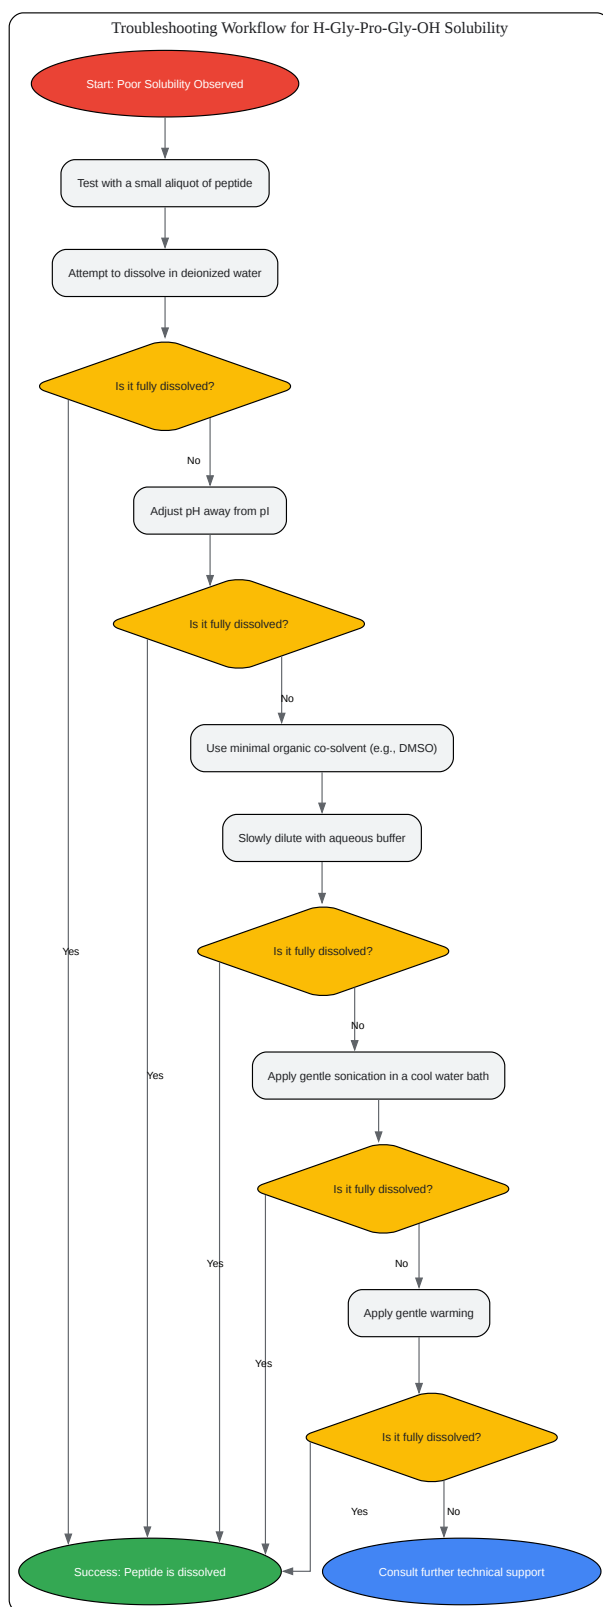 Troubleshooting Workflow for H-Gly-Pro-Gly-OH Solubility
Start: Poor Solubility Observed
Test with a small aliquot of peptide
Attempt to dissolve in deionized water
Is it fully dissolved?
No
Adjust pH away from pI
Is it fully dissolved?
No
Use minimal organic co-solvent (e.g., DMSO)
Slowly dilute with aqueous buffer
Is it fully dissolved?
Yes
No
Apply gentle sonication in a cool water bath
Yes
Is it fully dissolved?
Yes
No
Apply gentle warming
Yes
Is it fully dissolved?
Yes
No
Success: Peptide is dissolved
Consult further technical support